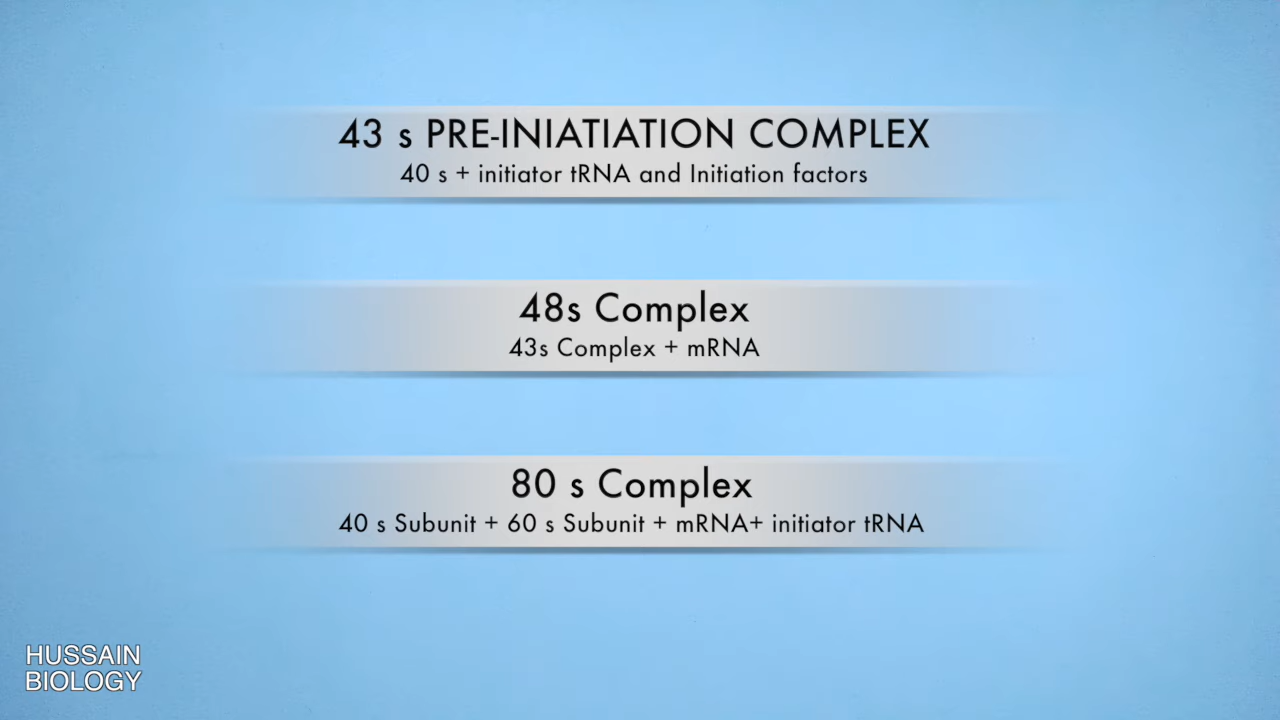 43 s PRE-INIATIATION COMPLEX
40 s + initiator tRNA and Initiation factors
48s Complex
43s Complex + mRNA
80 s Complex
40 s Subunit + 60 s Subunit + mRNA+ initiator tRNA
HUSSAIN
BIOLOGY